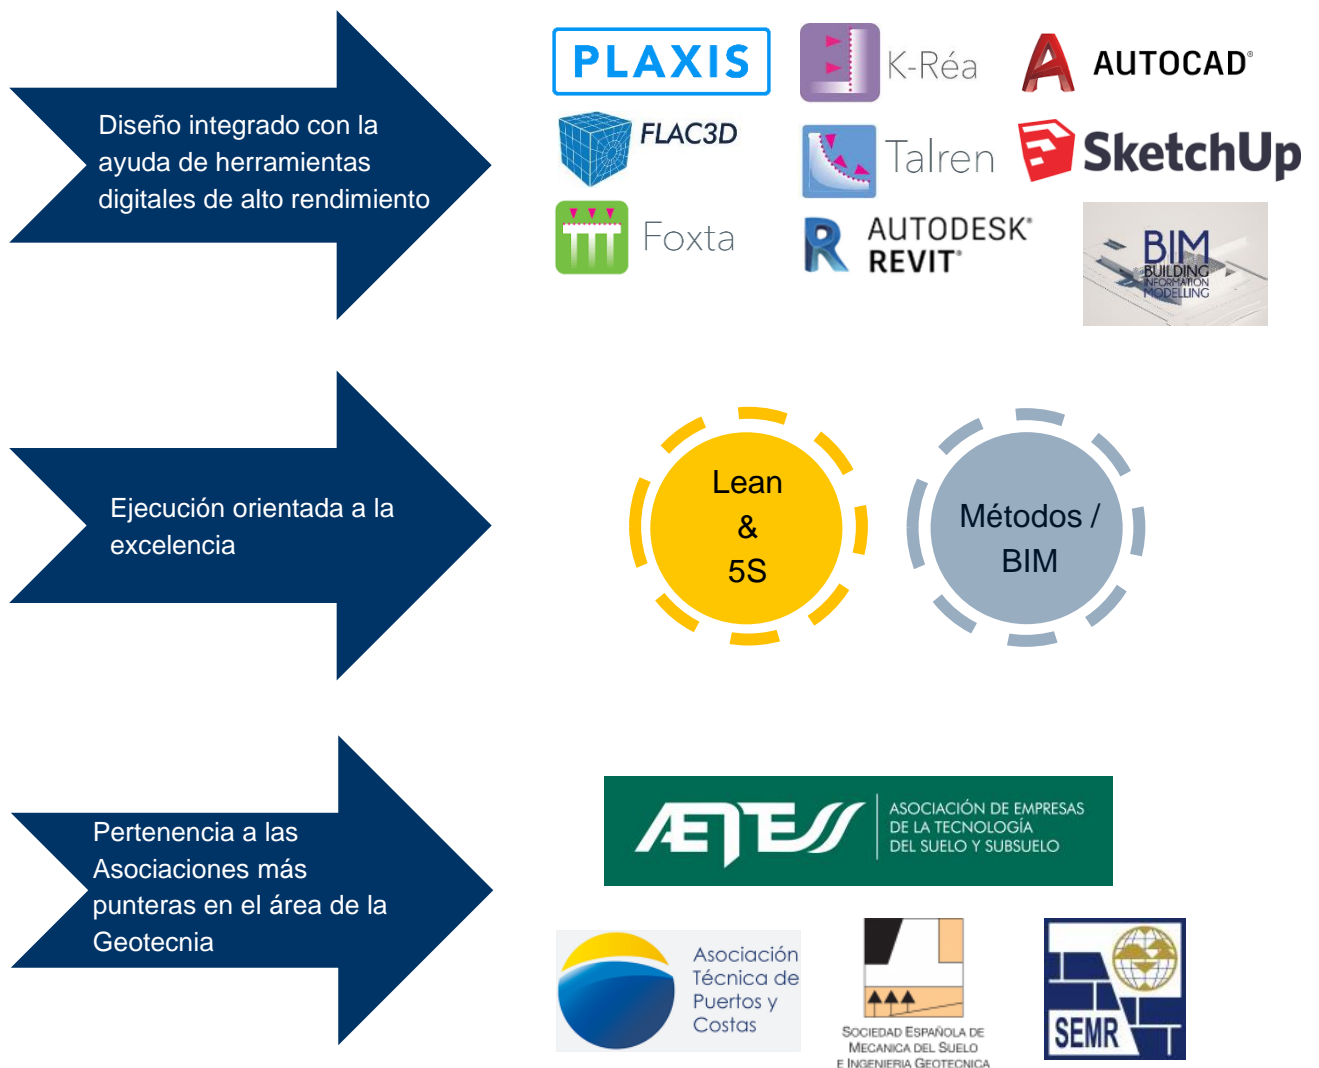 Diseño integrado con la
ayuda de herramientas
digitales de alto rendimiento
PLAXIS
K-Réa
AUTOCAD®
FLAC3D
Talren
SketchUp
Foxta
AUTODESK®
REVIT®
BIM
BUILDING
INFORMATION
MODELLING
Ejecución orientada a la
excelencia
Lean
&
5S
Métodos /
BIM
Pertenencia a las
Asociaciones más
punteras en el área de la
Geotecnia
AETESS
ASOCIACIÓN DE EMPRESAS
DE LA TECNOLOGÍA
DEL SUELO Y SUBSUELO
Asociación
Técnica de
Puertos y
Costas
SOCIEDAD ESPAÑOLA DE
MECANICA DEL SUELO
E INGENIERIA GEOTECNICA
SEMR